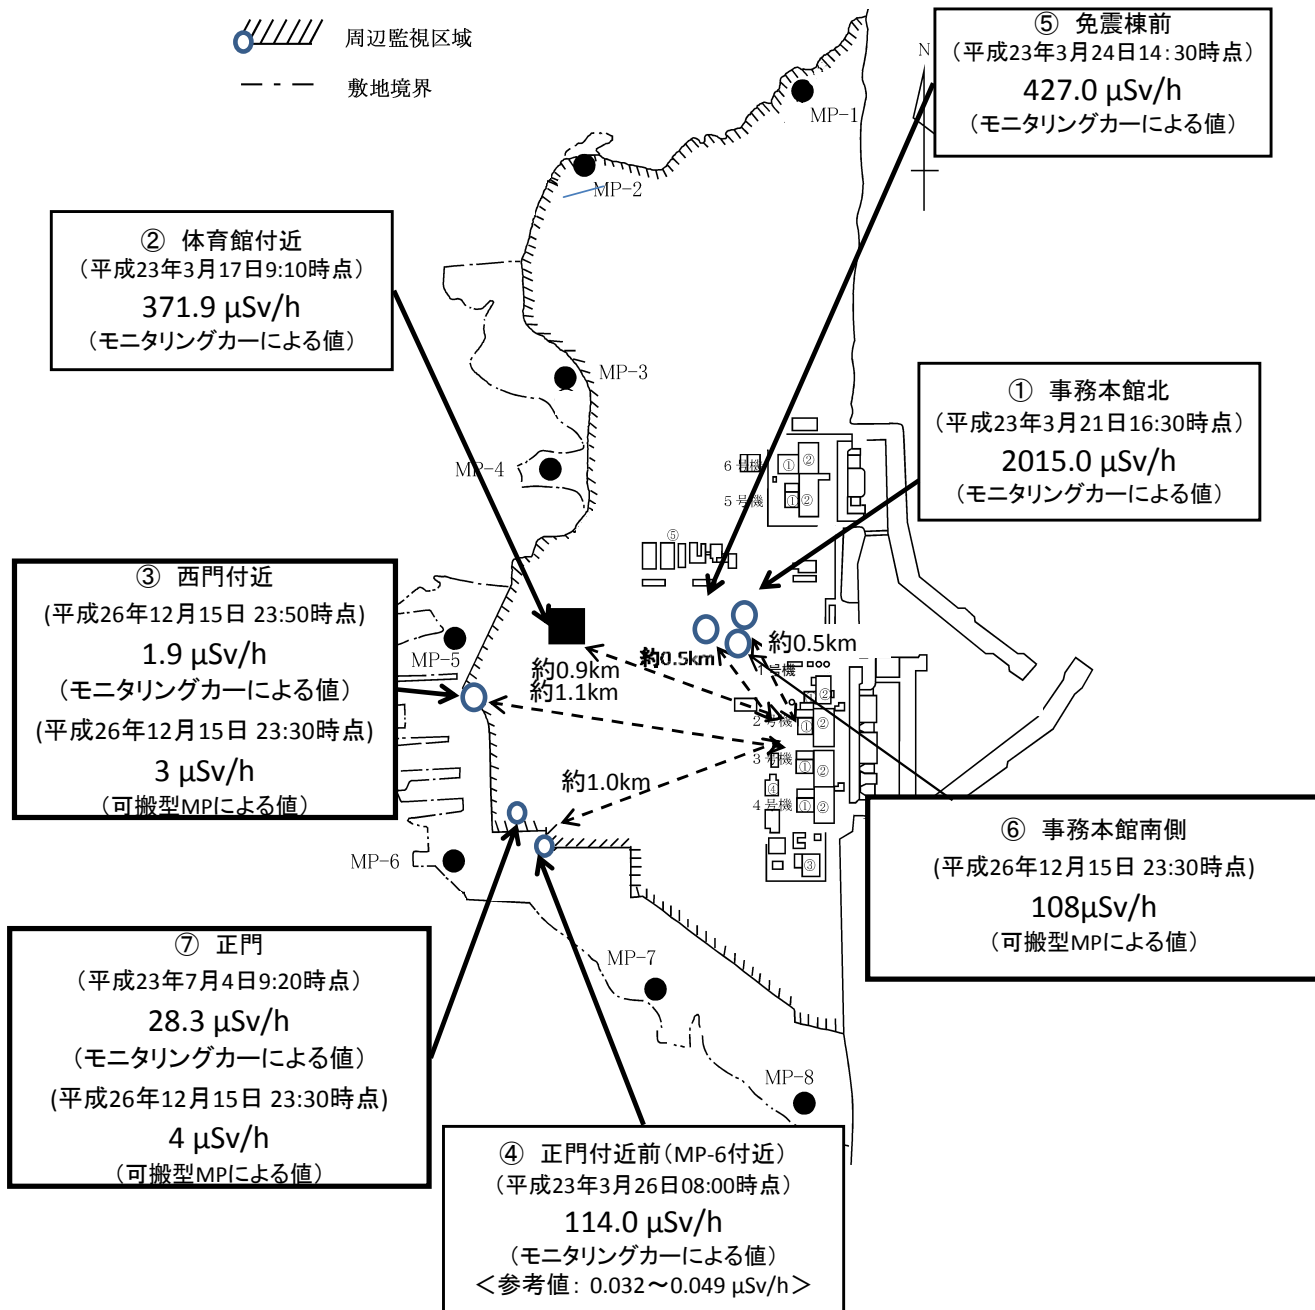 周辺監視区域
敷地境界
N
⑤ 免震棟前
（平成23年3月24日14：30時点）
427.0 μSv/h
（モニタリングカーによる値）
MP-1
MP-2
② 体育館付近
（平成23年3月17日9:10時点）
371.9 μSv/h
（モニタリングカーによる値）
MP-3
MP-4
① 事務本館北
（平成23年3月21日16:30時点）
2015.0 μSv/h
（モニタリングカーによる値）
6号機
① ②
5号機
① ②
⑤
③ 西門付近
(平成26年12月15日 23:50時点)
1.9 μSv/h
（モニタリングカーによる値）
(平成26年12月15日 23:30時点)
3 μSv/h
（可搬型MPによる値）
MP-5
約0.9km
約1.1km
約0.5km
約0.5km
1号機
②
2号機
① ②
3号機
① ②
④
4号機
① ②
③
約1.0km
MP-6
⑥ 事務本館南側
(平成26年12月15日 23:30時点)
108μSv/h
（可搬型MPによる値）
⑦ 正門
（平成23年7月4日9:20時点）
28.3 μSv/h
（モニタリングカーによる値）
(平成26年12月15日 23:30時点)
4 μSv/h
（可搬型MPによる値）
MP-7
MP-8
④ 正門付近前（MP-6付近）
（平成23年3月26日08:00時点）
114.0 μSv/h
（モニタリングカーによる値）
＜参考値：0.032～0.049 μSv/h＞